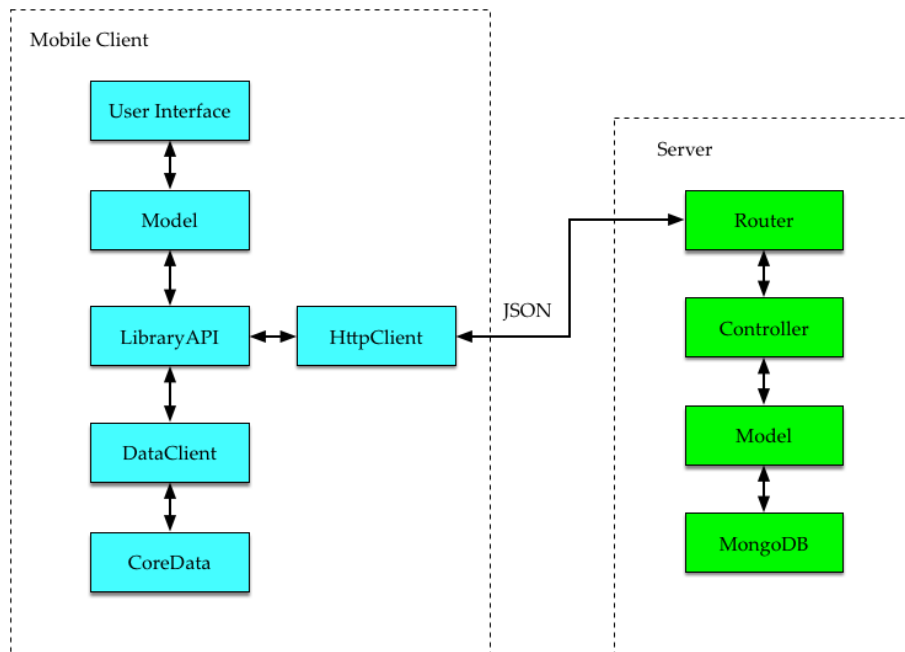 Mobile Client
User Interface
Model
LibraryAPI
HttpClient
DataClient
CoreData
JSON
Server
Router
Controller
Model
MongoDB